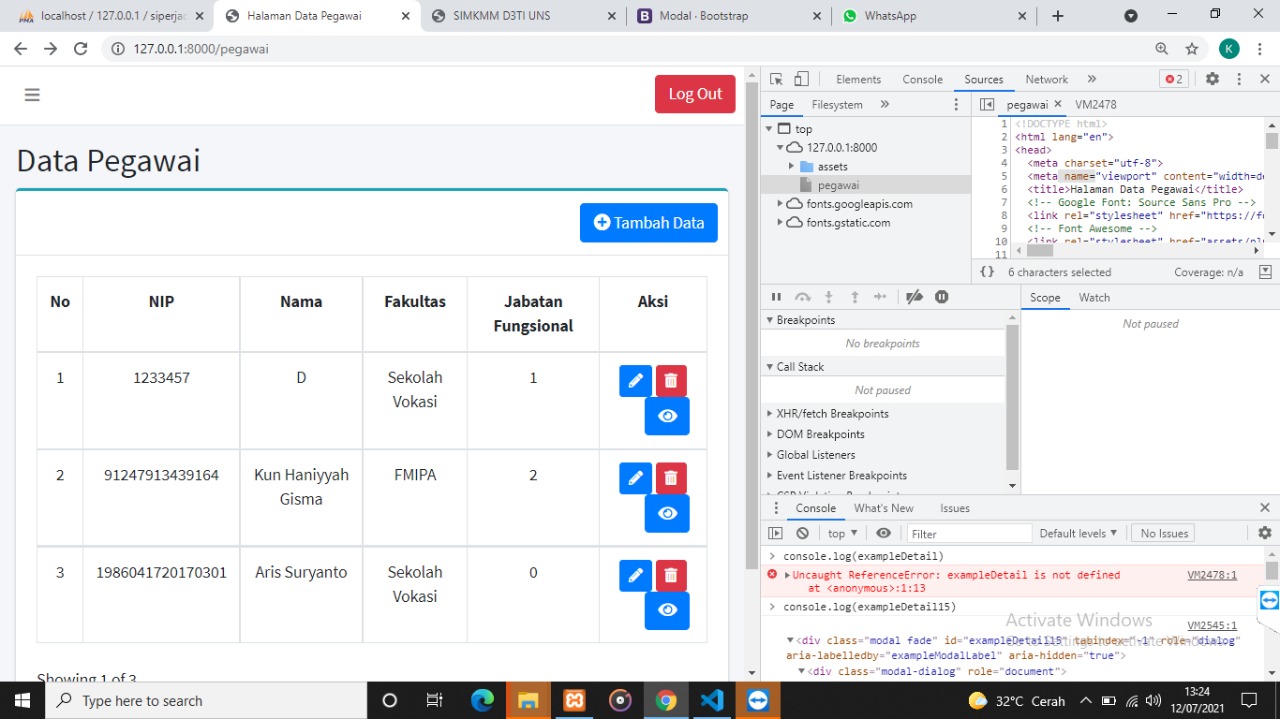 localhost / 127.0.0.1 / siperja
Halaman Data Pegawai
SIMKMM D3TI UNS
Modal · Bootstrap
WhatsApp
127.0.0.1:8000/pegawai
K
Log Out
Data Pegawai
Tambah Data
No NIP Nama Fakultas Jabatan Fungsional Aksi
1 1233457 D Sekolah Vokasi 1
2 91247913439164 Kun Haniyyah Gisma FMIPA 2
3 1986041720170301 Aris Suryanto Sekolah Vokasi 0
Showing 1 of 3
Elements Console Sources Network » 2
Page Filesystem »
pegawai × VM2478
top
127.0.0.1:8000
assets
pegawai
fonts.googleapis.com
fonts.gstatic.com
1 <!DOCTYPE html>
2 <html lang="en">
3 <head>
4 <meta charset="utf-8">
5 <meta name="viewport" content="width=de
6 <title>Halaman Data Pegawai</title>
7 <!-- Google Font: Source Sans Pro -->
8 <link rel="stylesheet" href="https://fo
9 <!-- Font Awesome -->
10 <link rel="stylesheet" href="assets/pl
11
{} 6 characters selected Coverage: n/a
Scope Watch
Not paused
Breakpoints
No breakpoints
Call Stack
Not paused
XHR/fetch Breakpoints
DOM Breakpoints
Global Listeners
Event Listener Breakpoints
CSP Violation Breakpoints
Console What's New Issues
top Filter Default levels No Issues
> console.log(exampleDetail)
Uncaught ReferenceError: exampleDetail is not defined VM2478:1
at <anonymous>:1:13
> console.log(exampleDetail15)
VM2545:1
<div class="modal fade" id="exampleDetail15" tabindex="-1" role="dialog"
aria-labelledby="exampleModalLabel" aria-hidden="true">
<div class="modal-dialog" role="document">
Activate Windows
Go to Settings to activate Windows.
Type here to search
32°C Cerah
13:24
12/07/2021